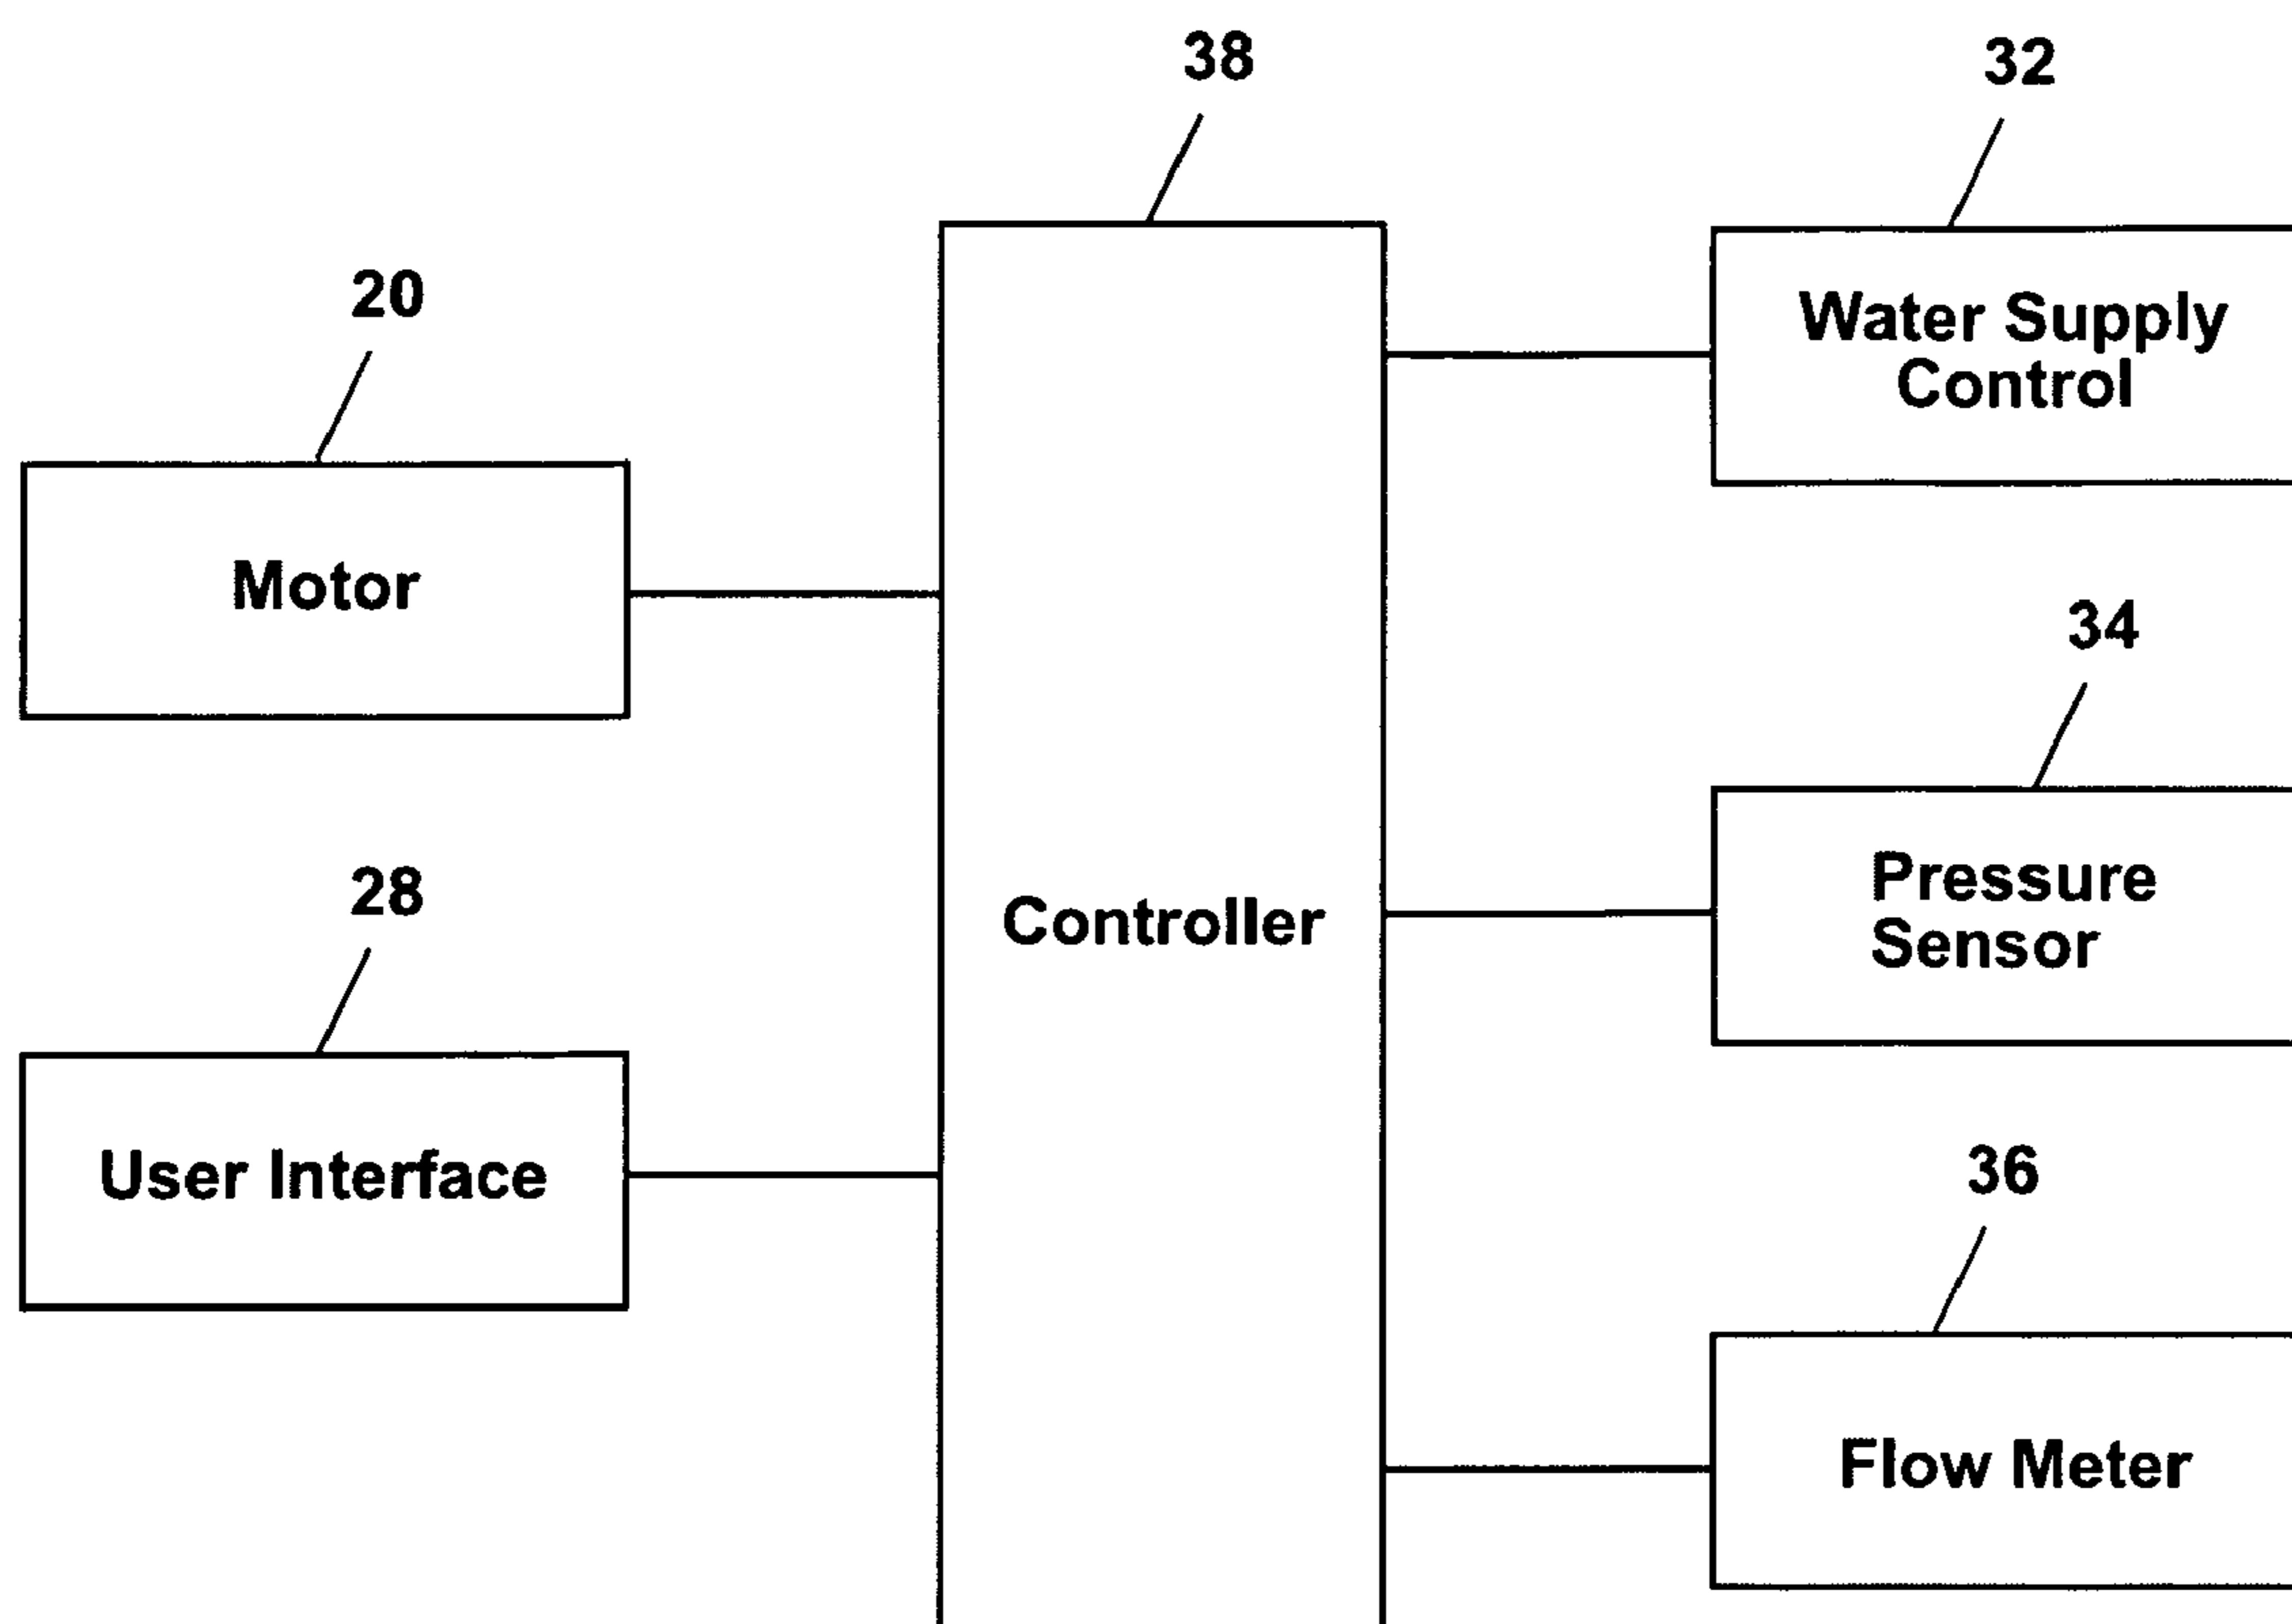 38
32
20
Water Supply
Control
Motor
34
28
Pressure
Sensor
Controller
User Interface
36
Flow Meter